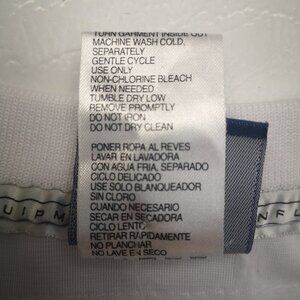 TURN GARMENT INSIDE OUT
MACHINE WASH COLD,
SEPARATELY
GENTLE CYCLE
USE ONLY
NON-CHLORINE BLEACH
WHEN NEEDED
TUMBLE DRY LOW
REMOVE PROMPTLY
DO NOT IRON
DO NOT DRY CLEAN
PONER ROPA AL REVES
LAVAR EN LAVADORA
CON AGUA FRIA, SEPARADO
CICLO DELICADO
USE SOLO BLANQUEADOR
SIN CLORO
CUANDO NECESARIO
SECAR EN SECADORA
CICLO LENTO
RETIRAR RAPIDAMENTE
NO PLANCHAR
NO LAVE EN SECO
UIPM
NFL